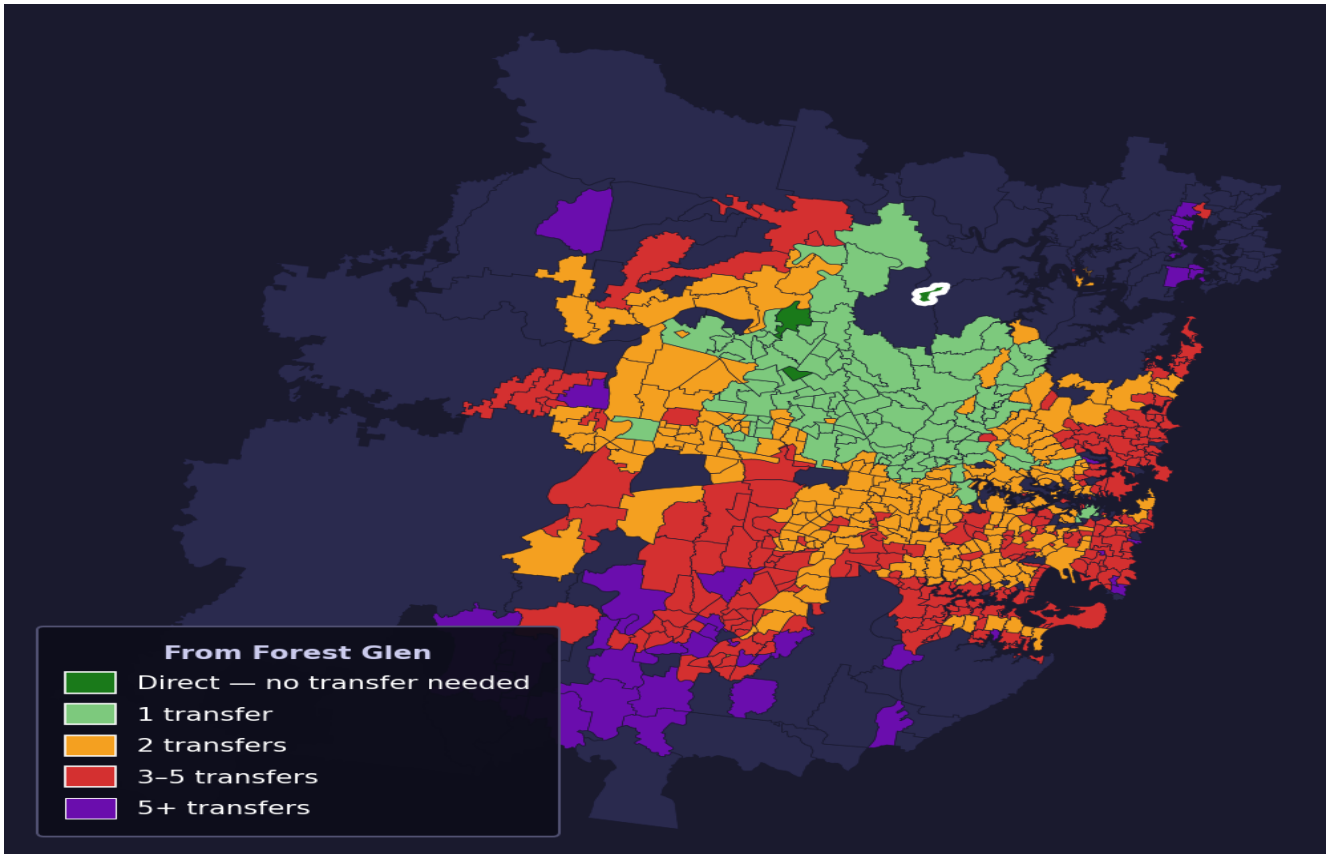 From Forest Glen
Direct — no transfer needed
1 transfer
2 transfers
3–5 transfers
5+ transfers